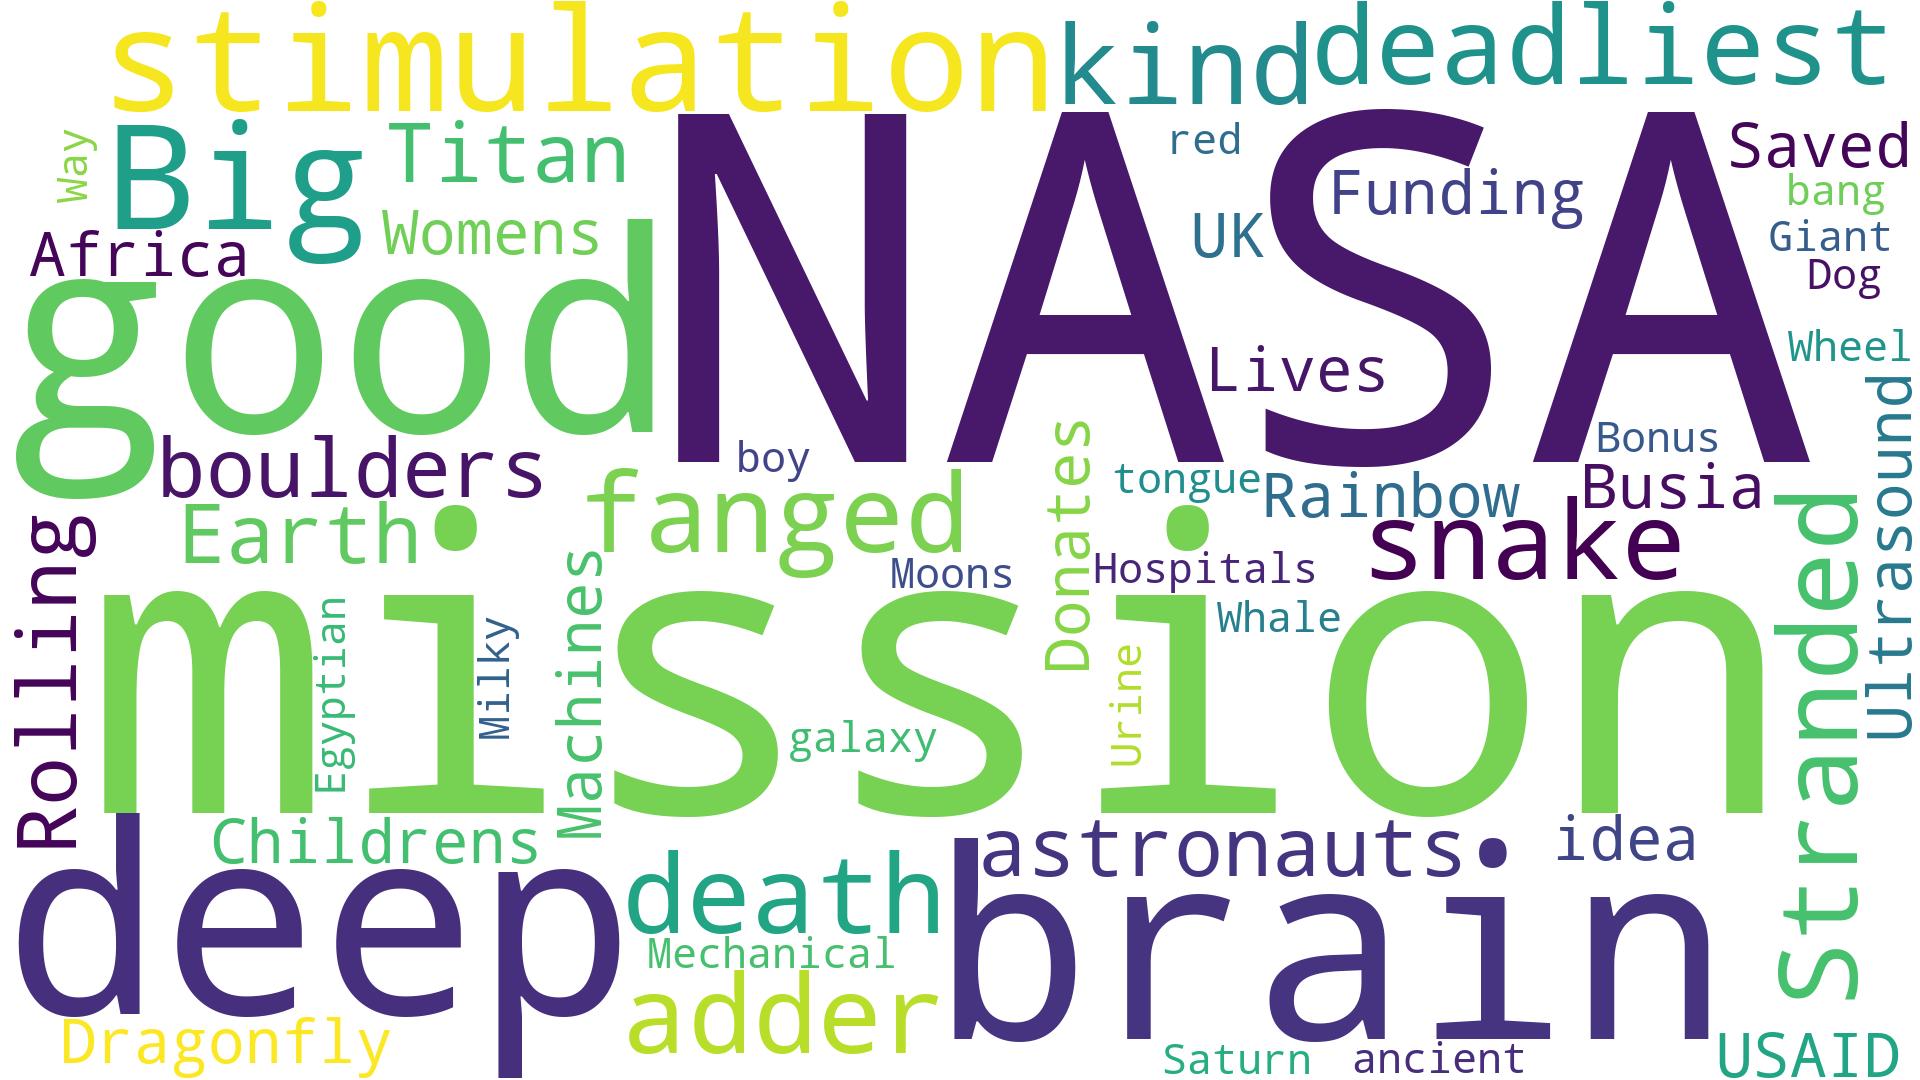 stimulation
kind
deadliest
Way
Big
Titan
NASA
red
Saved
Funding
bang
Womens
UK
Giant
Africa
Dog
good
Lives
Wheel
boulders
boy
Donates
Bonus
Ultrasound
fanged
tongue
Rainbow
Busia
Earth
snake
Stranded
Rolling
Machines
Moons
Hospitals
mission
Whale
Egyptian
Milky
galaxy
Urine
Childrens
astronauts
idea
deep
death
brain
Mechanical
adder
Dragonfly
Saturn
ancient
USAID